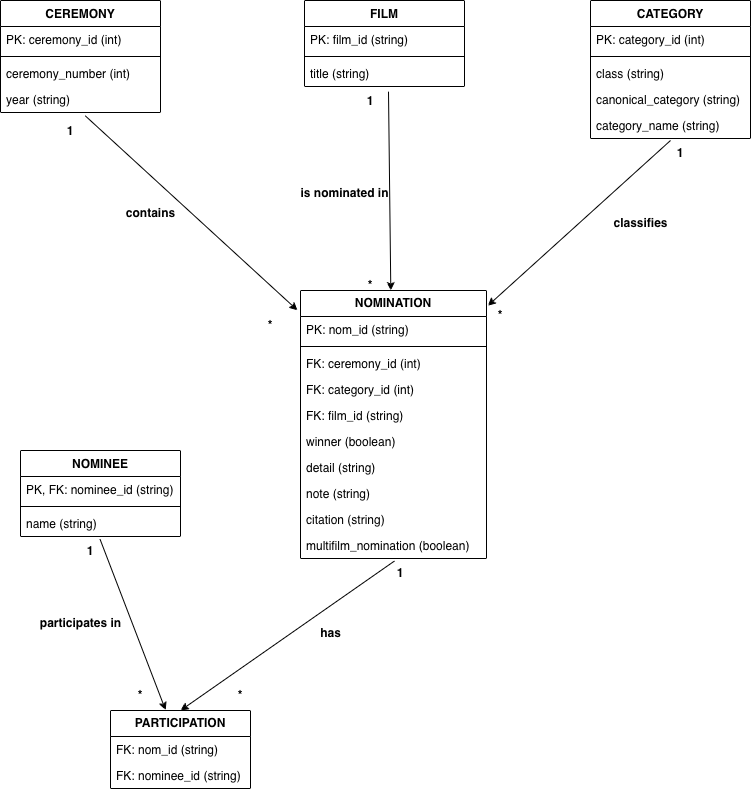 CEREMONY
PK: ceremony_id (int)
ceremony_number (int)
year (string)
FILM
PK: film_id (string)
title (string)
CATEGORY
PK: category_id (int)
class (string)
canonical_category (string)
category_name (string)
1
1
1
contains
is nominated in
classifies
*
*
*
NOMINATION
PK: nom_id (string)
FK: ceremony_id (int)
FK: category_id (int)
FK: film_id (string)
winner (boolean)
detail (string)
note (string)
citation (string)
multifilm_nomination (boolean)
NOMINEE
PK, FK: nominee_id (string)
name (string)
1
1
participates in
has
*
*
PARTICIPATION
FK: nom_id (string)
FK: nominee_id (string)